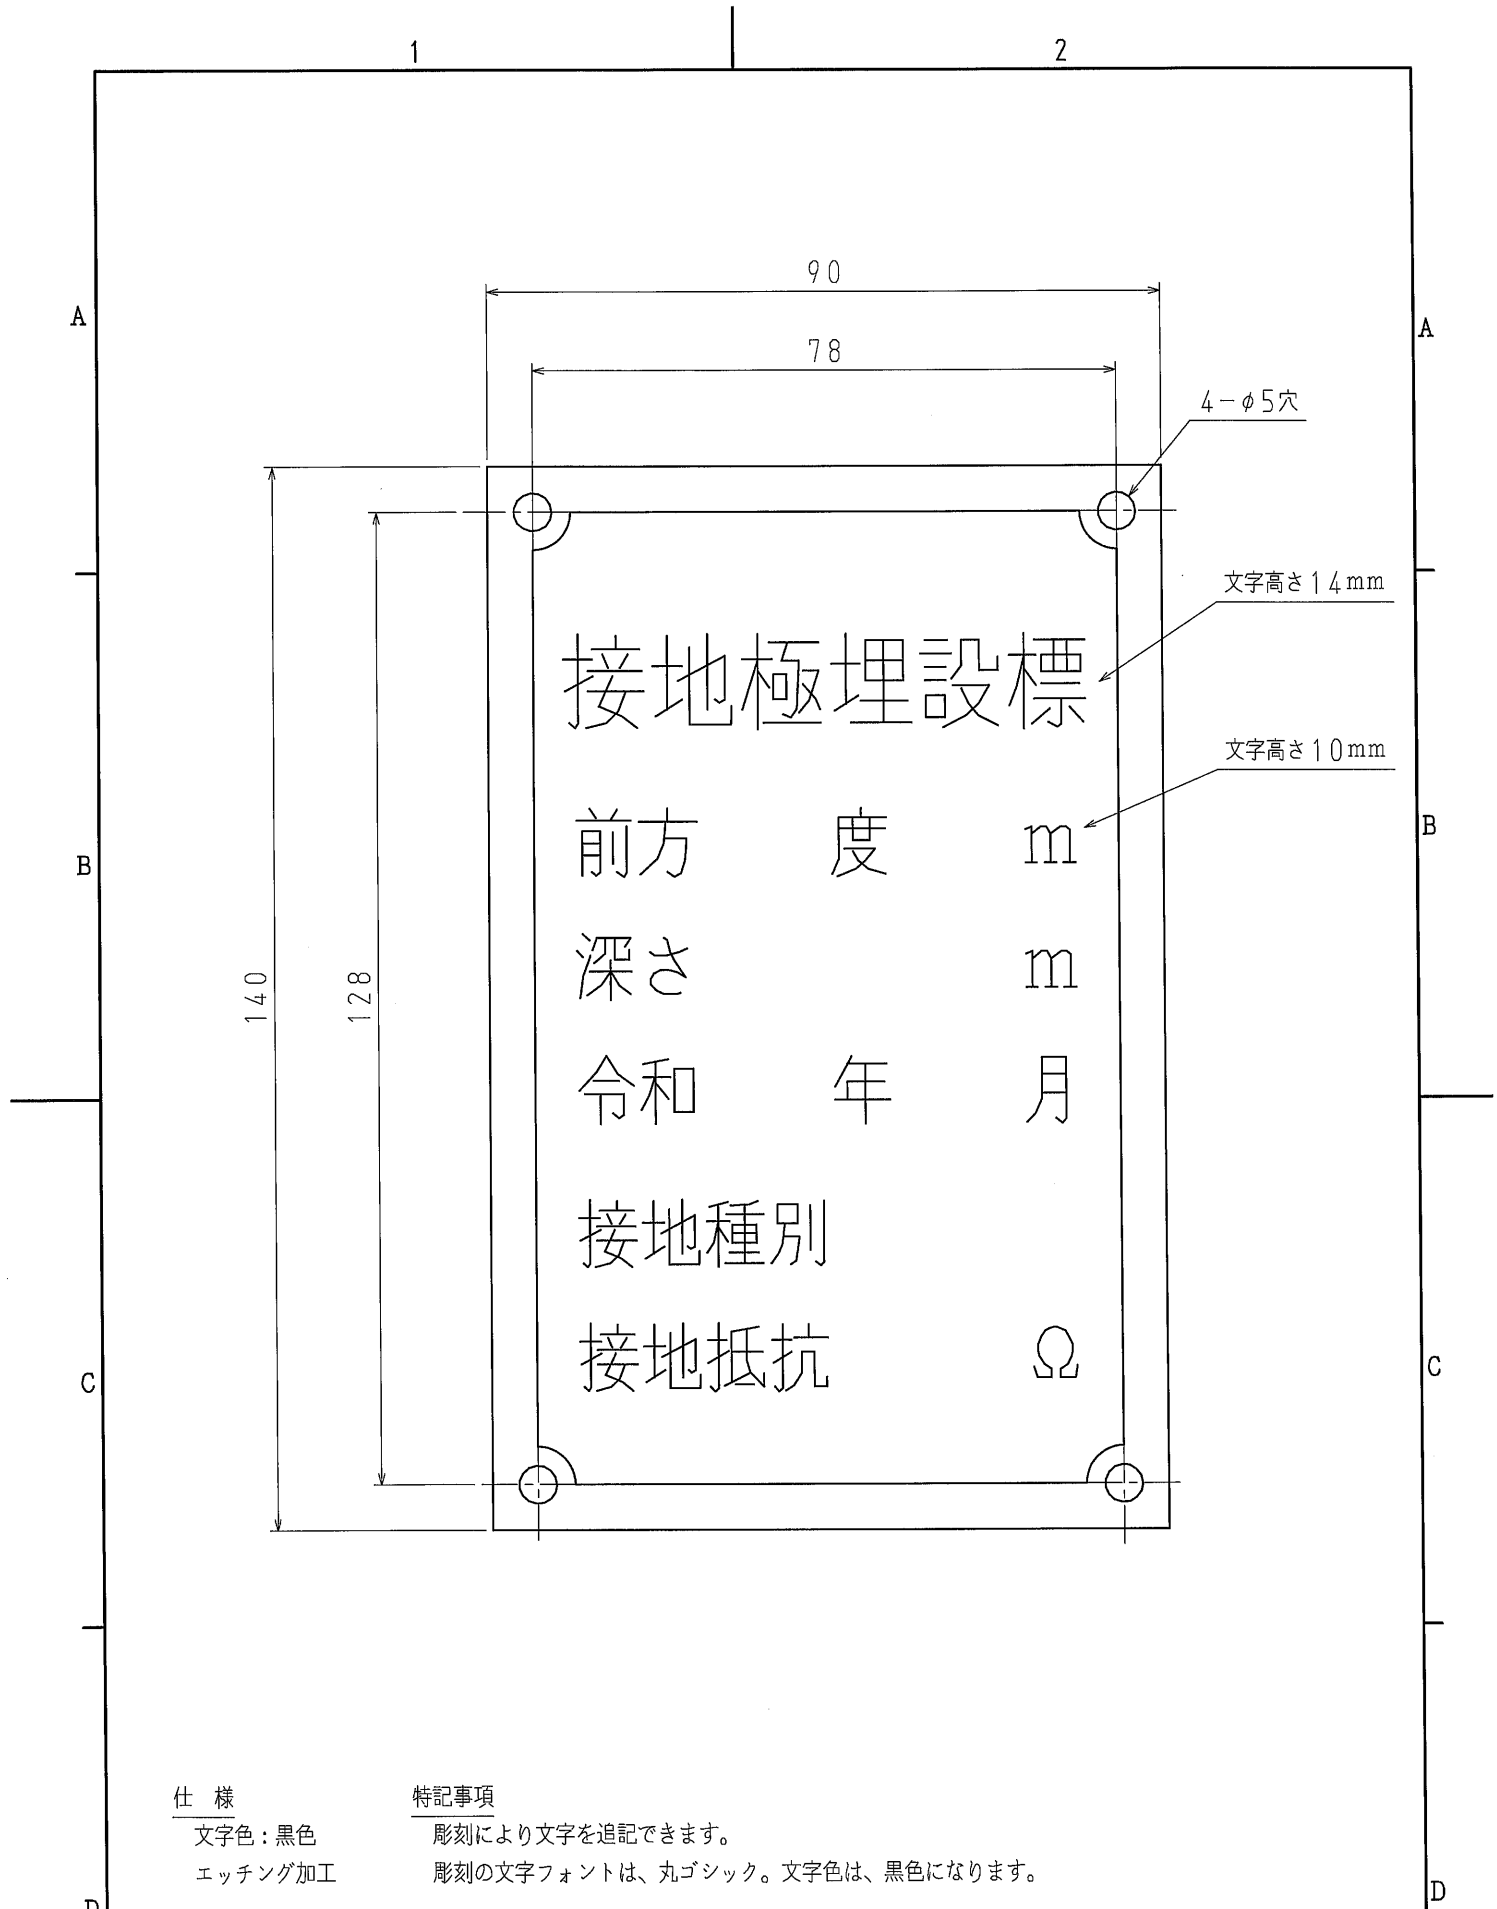 1 2
90
78
A A
4-φ5穴
文字高さ14mm
接地極埋設標
文字高さ10mm
前方 度 m
B B
深さ m
140 128
令和 年 月
接地種別
接地抵抗 Ω
C C
仕 様 特記事項
文字色：黒色 彫刻により文字を追記できます。
エッチング加工 彫刻の文字フォントは、丸ゴシック。文字色は、黒色になります。
D D